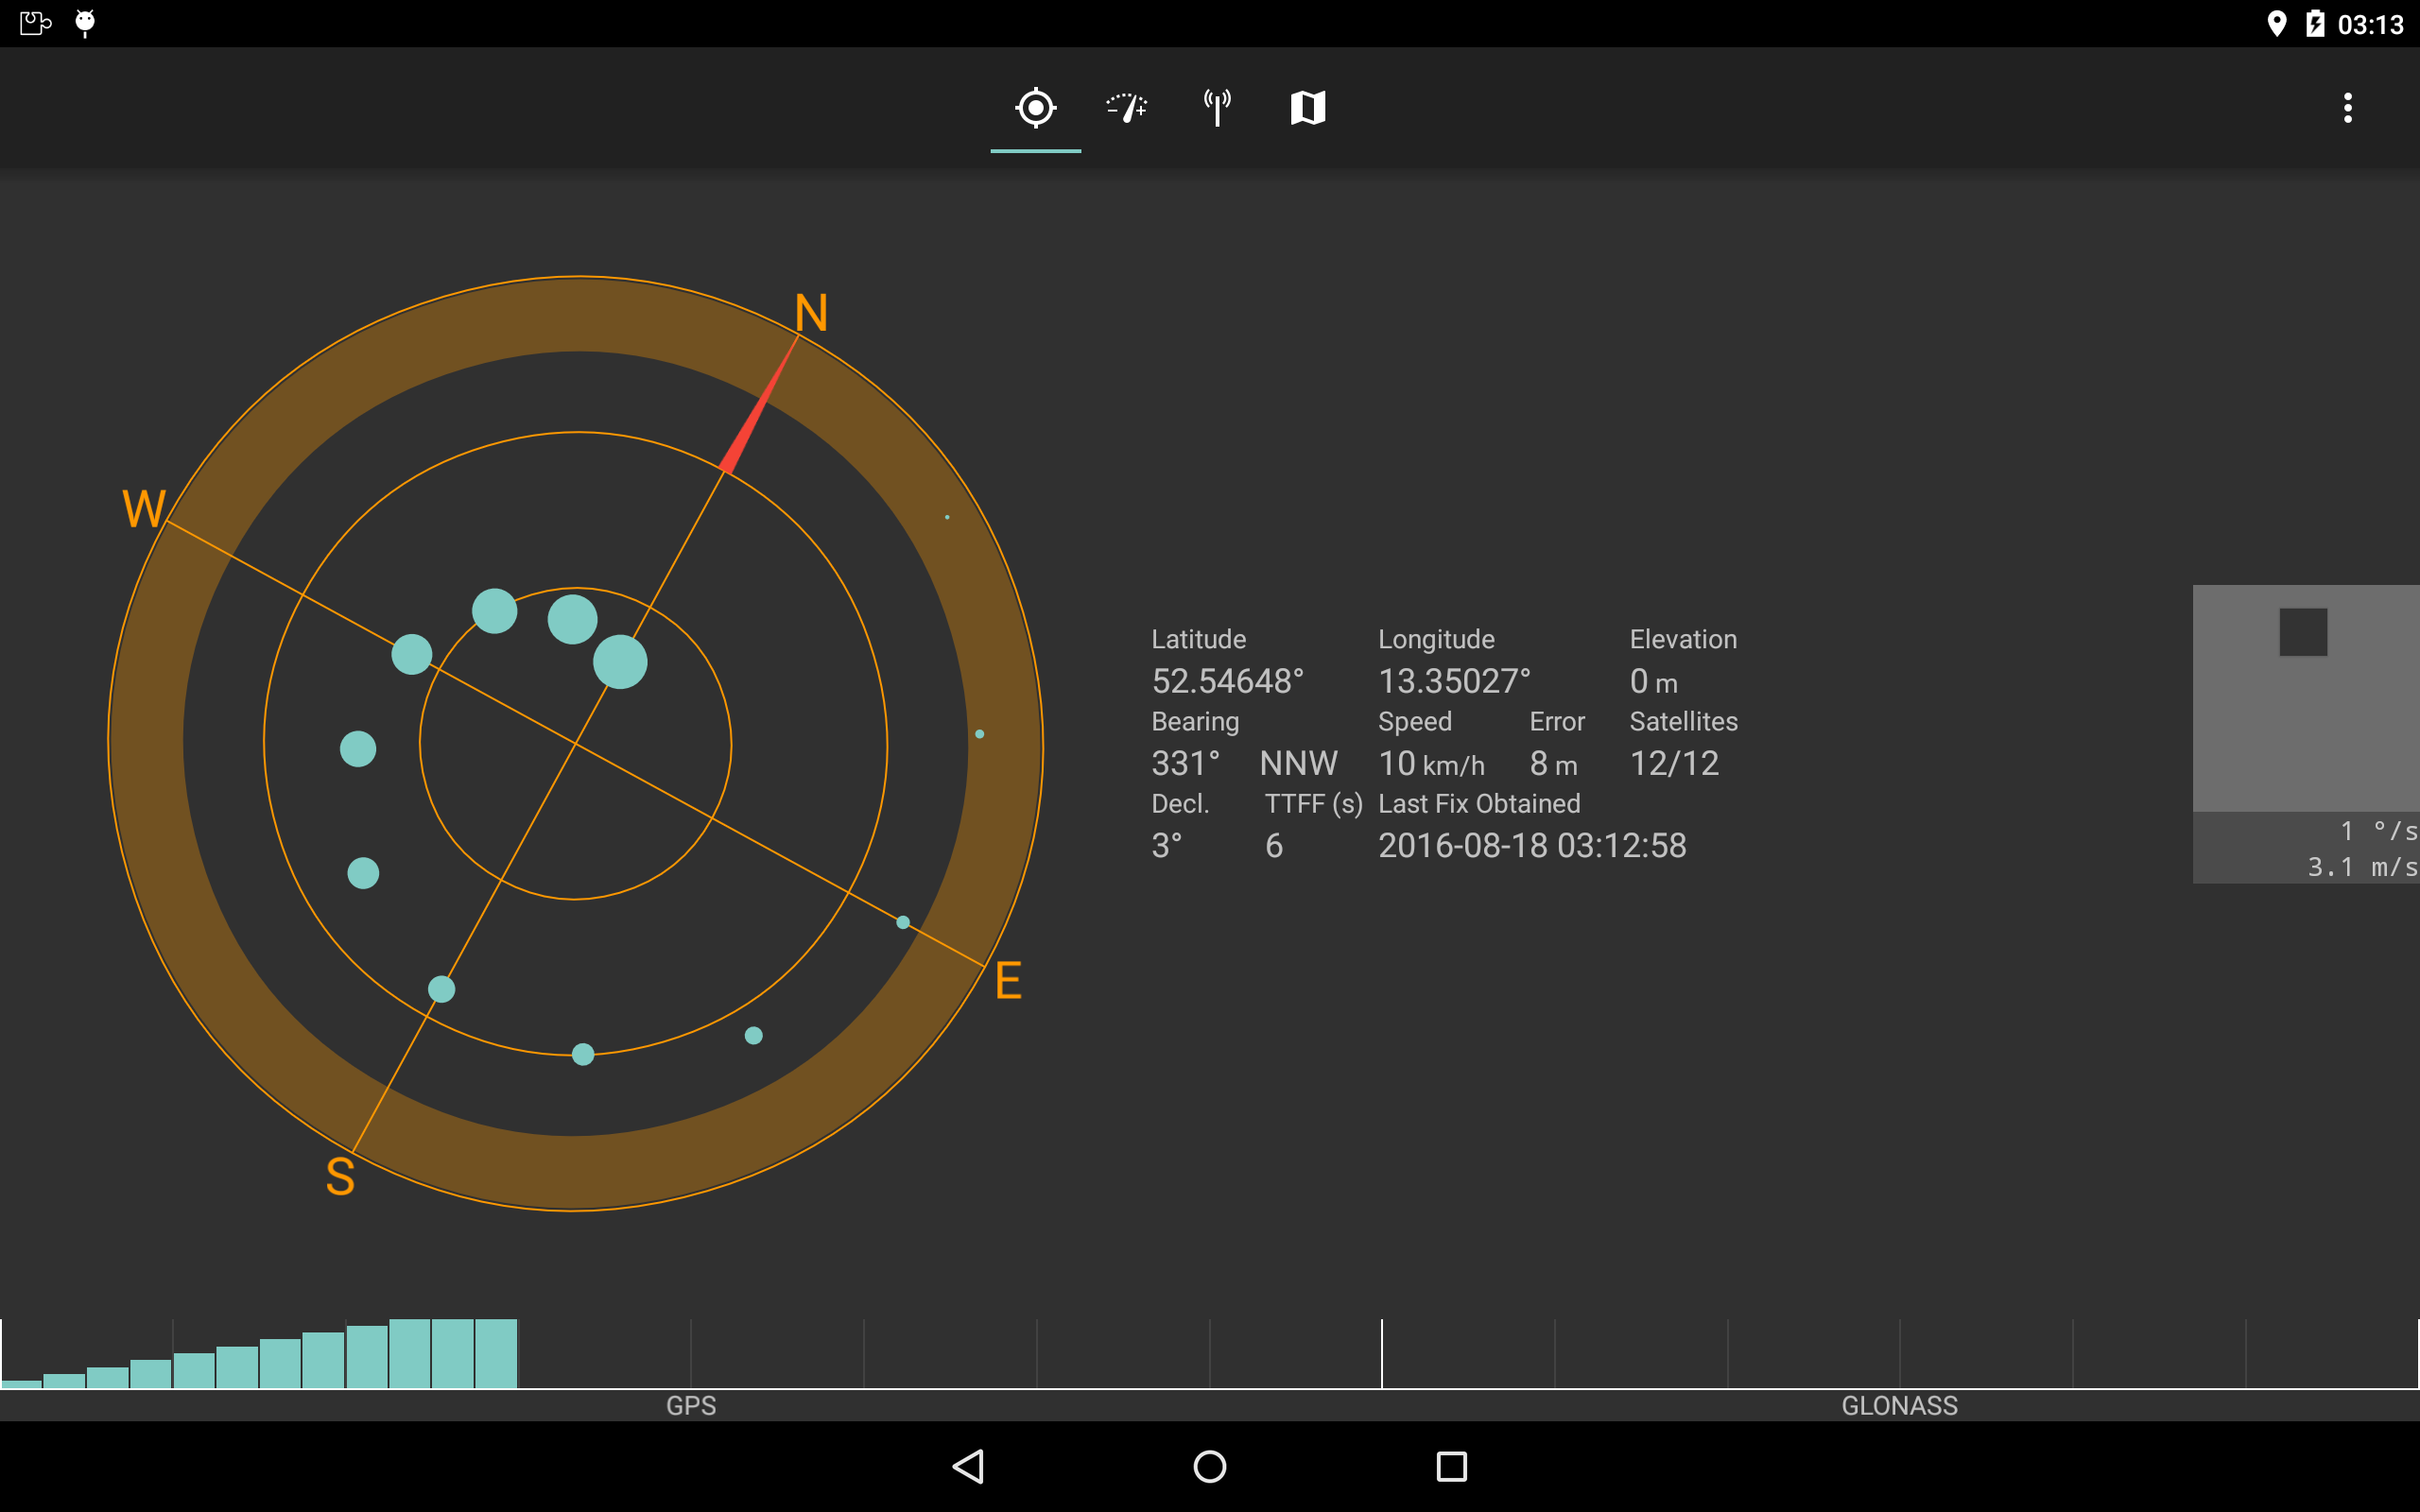 03:13
N
W
E
S
Latitude Longitude Elevation
52.54648° 13.35027° 0 m
Bearing Speed Error Satellites
331° NNW 10 km/h 8 m 12/12
Decl. TTFF (s) Last Fix Obtained
3° 6 2016-08-18 03:12:58
1 °/s
3.1 m/s
GPS GLONASS